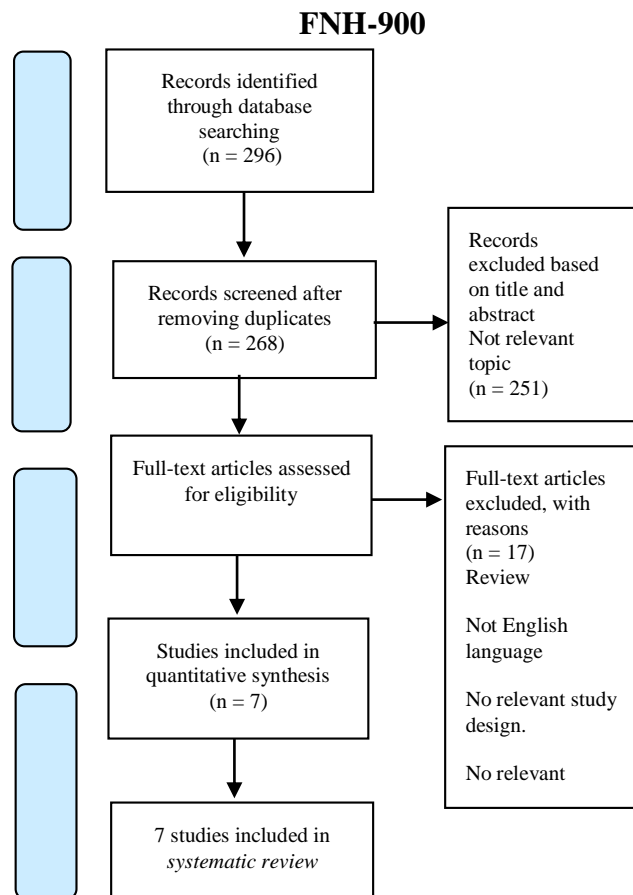 FNH-900
Records identified
through database
searching
(n = 296)
Records
excluded based
on title and
abstract
Not relevant
topic
(n = 251)
Records screened after
removing duplicates
(n = 268)
Full-text articles assessed
for eligibility
Full-text articles
excluded, with
reasons
(n = 17)
Review
Not English
language
No relevant study
design.
No relevant
Studies included in
quantitative synthesis
(n = 7)
7 studies included in
systematic review